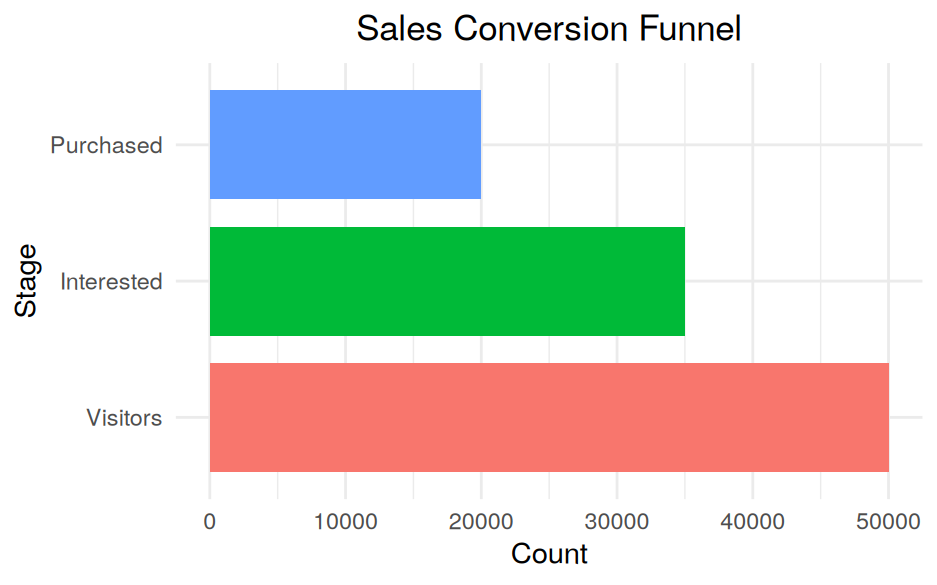 Sales Conversion Funnel
Purchased
Interested
Visitors
Stage
0 10000 20000 30000 40000 50000
Count